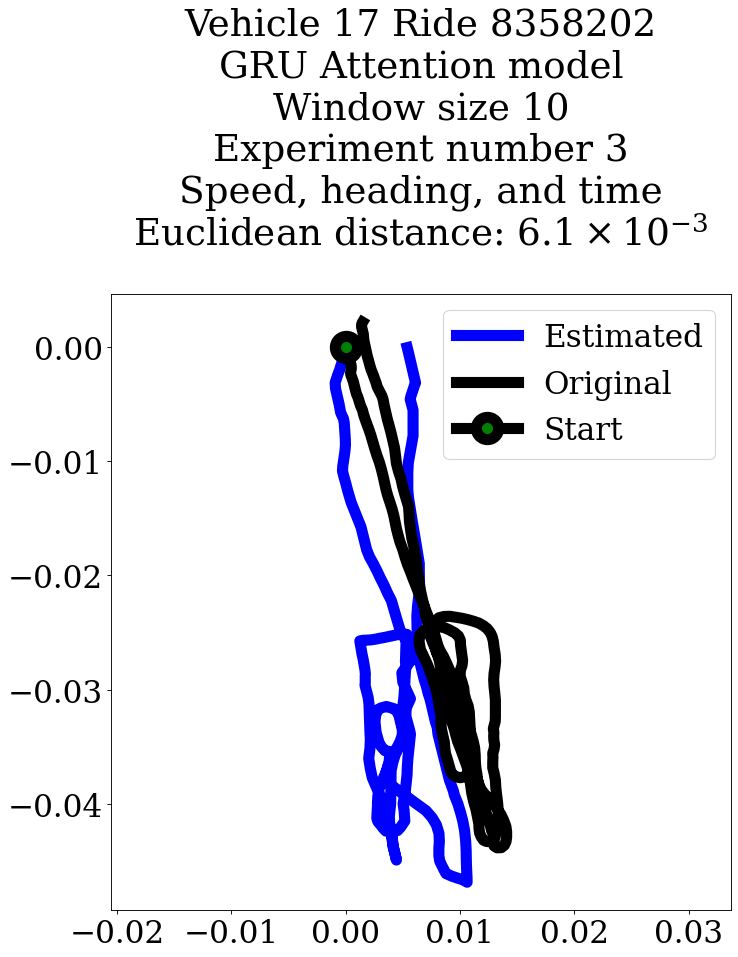 Vehicle 17 Ride 8358202
GRU Attention model
Window size 10
Experiment number 3
Speed, heading, and time
Euclidean distance: 6.1 × 10⁻³
Estimated
Original
Start
0.00
−0.01
−0.02
−0.03
−0.04
−0.02 −0.01 0.00 0.01 0.02 0.03